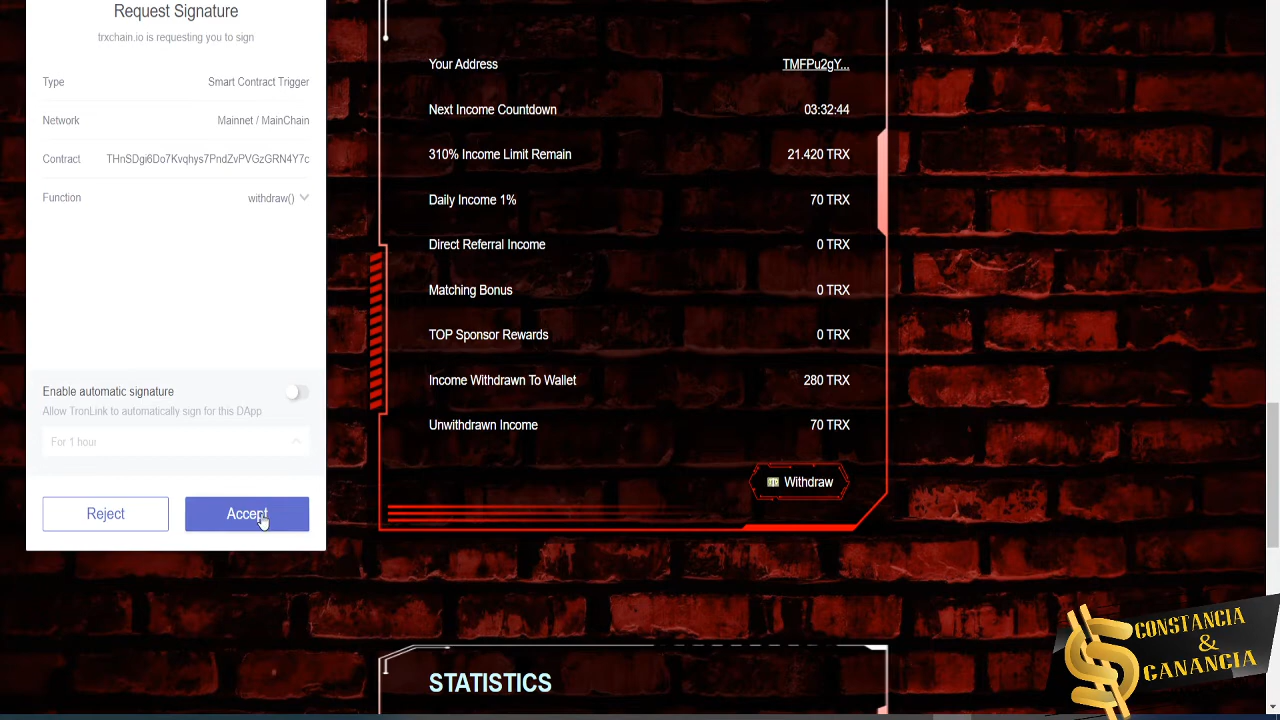 Request Signature
trxchain.io is requesting you to sign
Type Smart Contract Trigger
Network Mainnet / MainChain
Contract THnSDgi6Do7Kvqhys7PndZvPVGzGRN4Y7c
Function withdraw()
Enable automatic signature
Allow TronLink to automatically sign for this DApp
For 1 hour
Reject Accept
Your Address TMFPu2gY...
Next Income Countdown 03:32:44
310% Income Limit Remain 21.420 TRX
Daily Income 1% 70 TRX
Direct Referral Income 0 TRX
Matching Bonus 0 TRX
TOP Sponsor Rewards 0 TRX
Income Withdrawn To Wallet 280 TRX
Unwithdrawn Income 70 TRX
Withdraw
STATISTICS
CONSTANCIA
&
GANANCIA